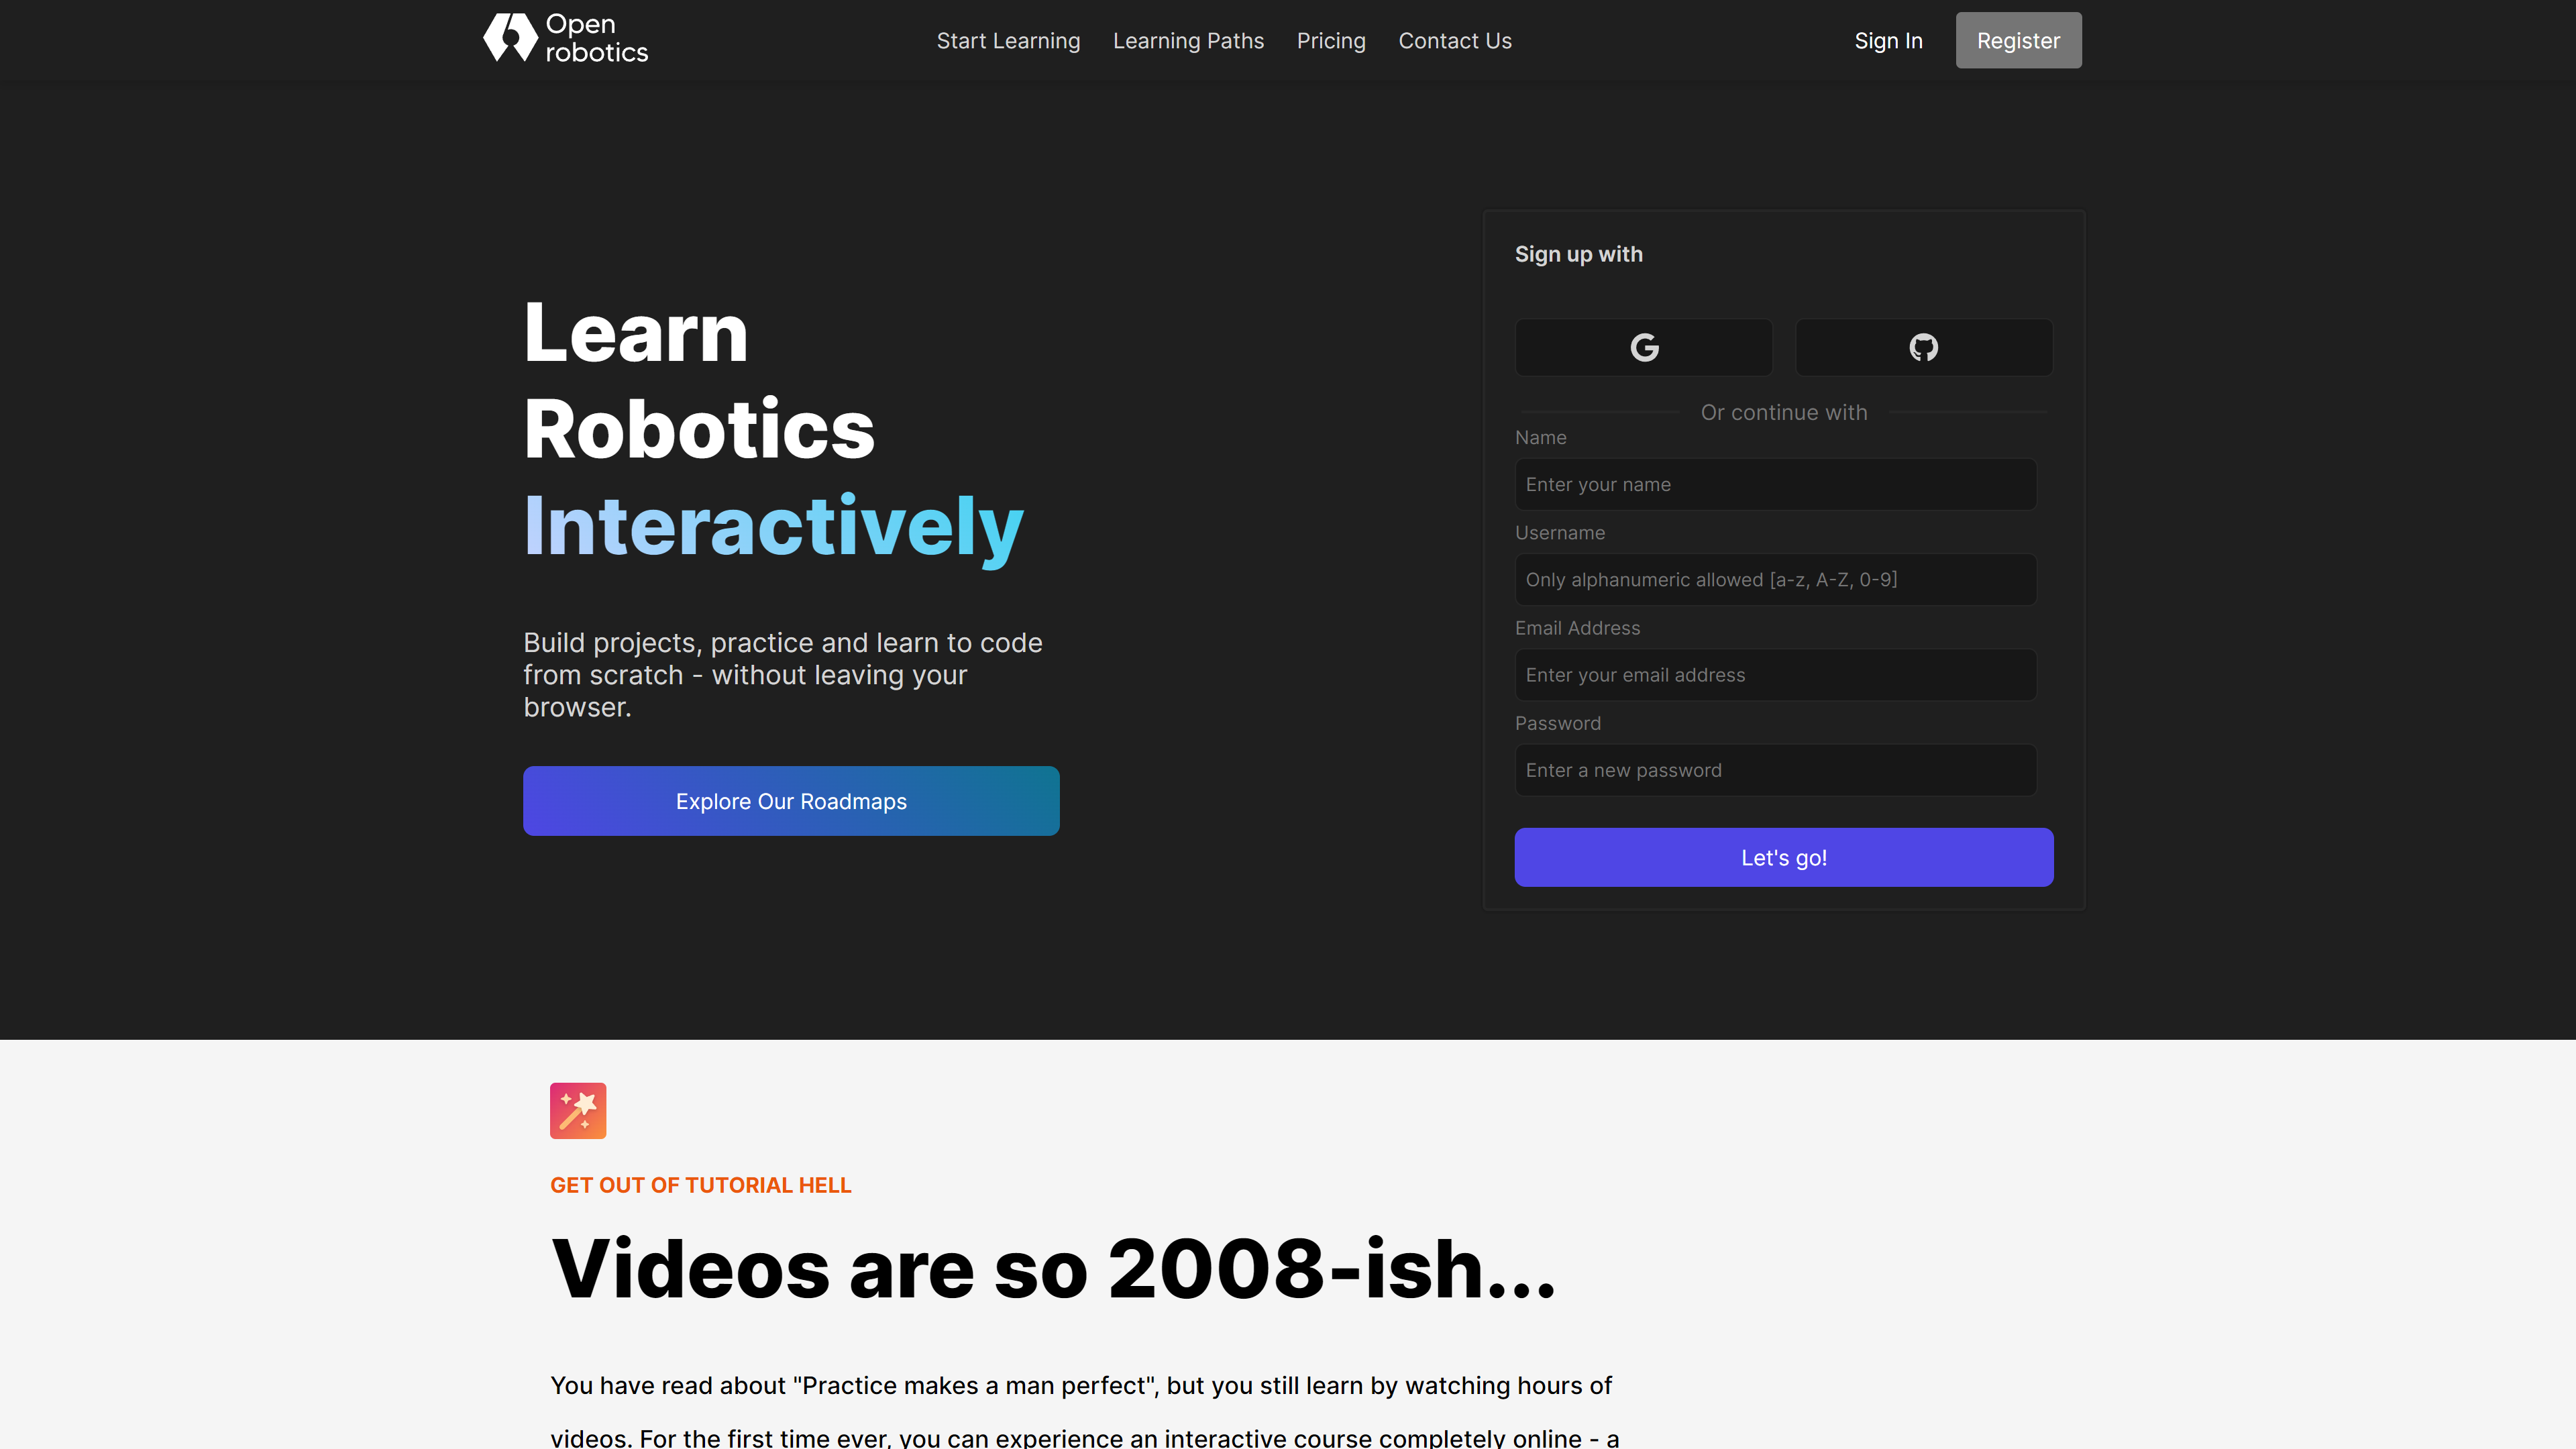 Open
robotics
Start Learning
Learning Paths
Pricing
Contact Us
Sign In
Register
Learn
Robotics
Interactively
Build projects, practice and learn to code
from scratch - without leaving your
browser.
Explore Our Roadmaps
Sign up with
Or continue with
Name
Enter your name
Username
Only alphanumeric allowed [a-z, A-Z, 0-9]
Email Address
Enter your email address
Password
Enter a new password
Let's go!
GET OUT OF TUTORIAL HELL
Videos are so 2008-ish...
You have read about "Practice makes a man perfect", but you still learn by watching hours of
videos. For the first time ever, you can experience an interactive course completely online - a